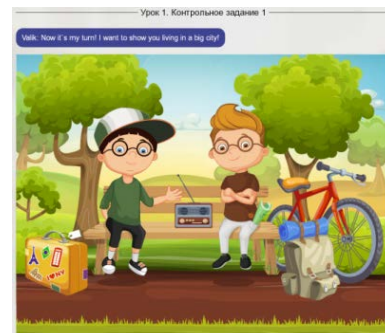 Урок 1. Контрольное задание 1
Valik: Now it`s my turn! I want to show you living in a big city!